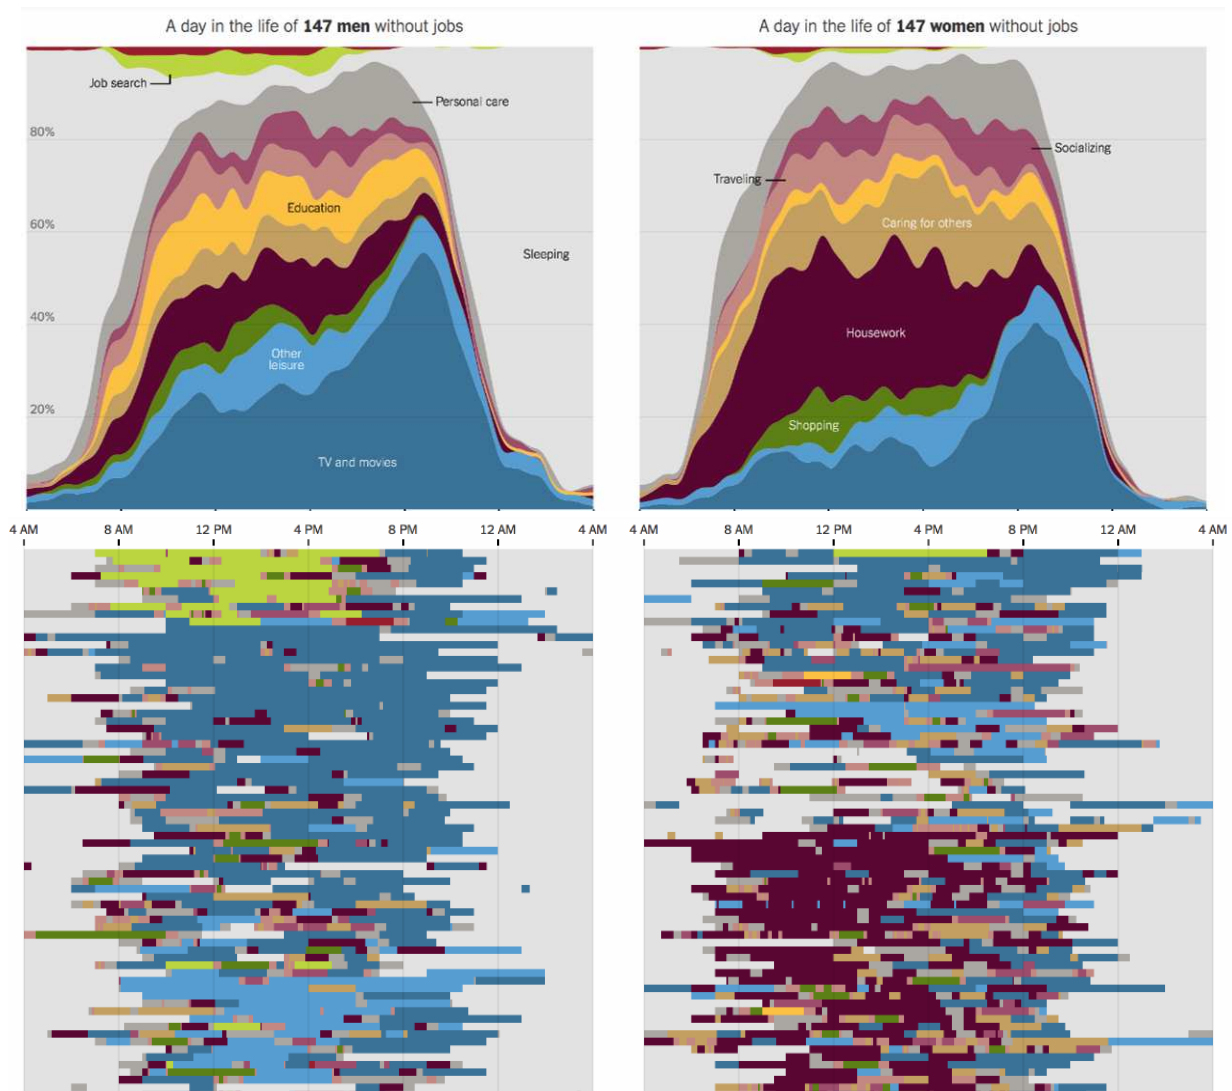 A day in the life of 147 men without jobs
A day in the life of 147 women without jobs
Job search
Personal care
80%
Socializing
Traveling
Education
Caring for others
60%
Sleeping
40%
Housework
Other
leisure
20%
Shopping
TV and movies
4 AM 8 AM 12 PM 4 PM 8 PM 12 AM 4 AM
4 AM 8 AM 12 PM 4 PM 8 PM 12 AM 4 AM